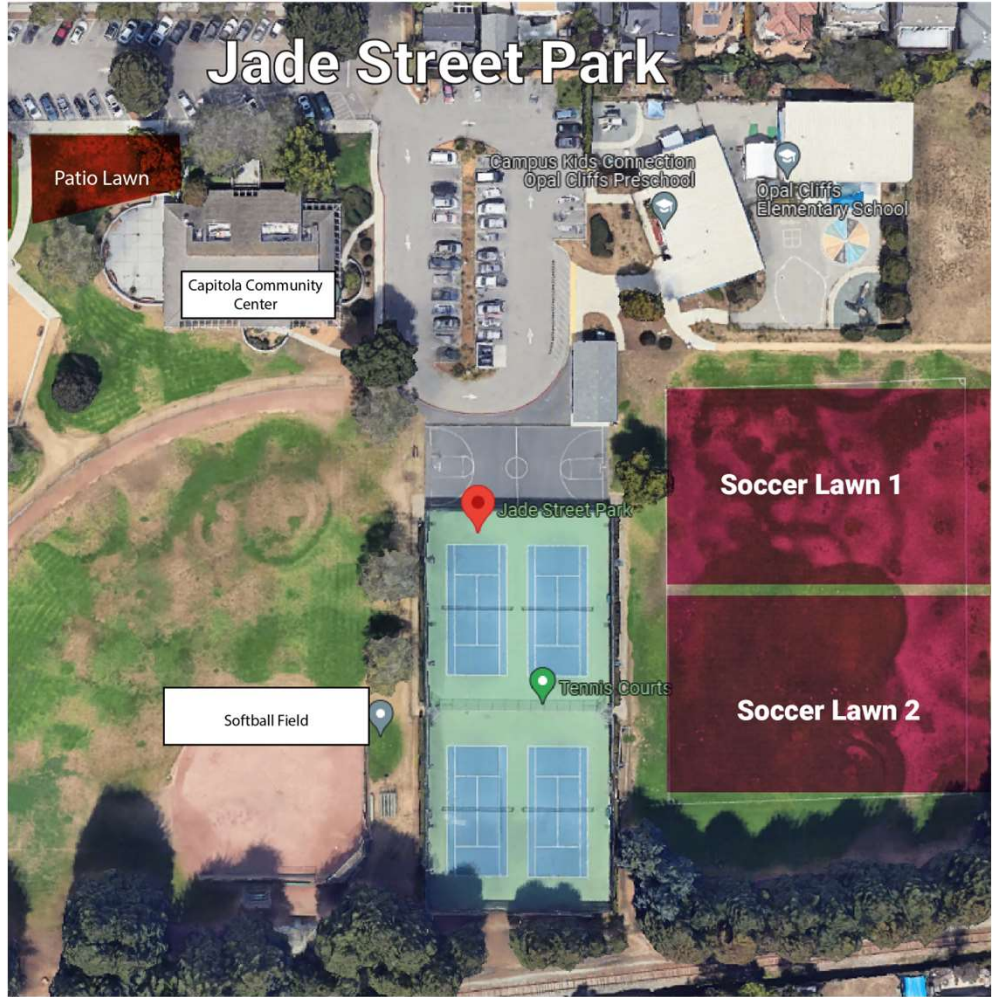 Jade Street Park
Patio Lawn
Campus Kids Connection
Opal Cliffs Preschool
Opal Cliffs
Elementary School
Capitola Community
Center
Soccer Lawn 1
Jade Street Park
Tennis Courts
Softball Field
Soccer Lawn 2